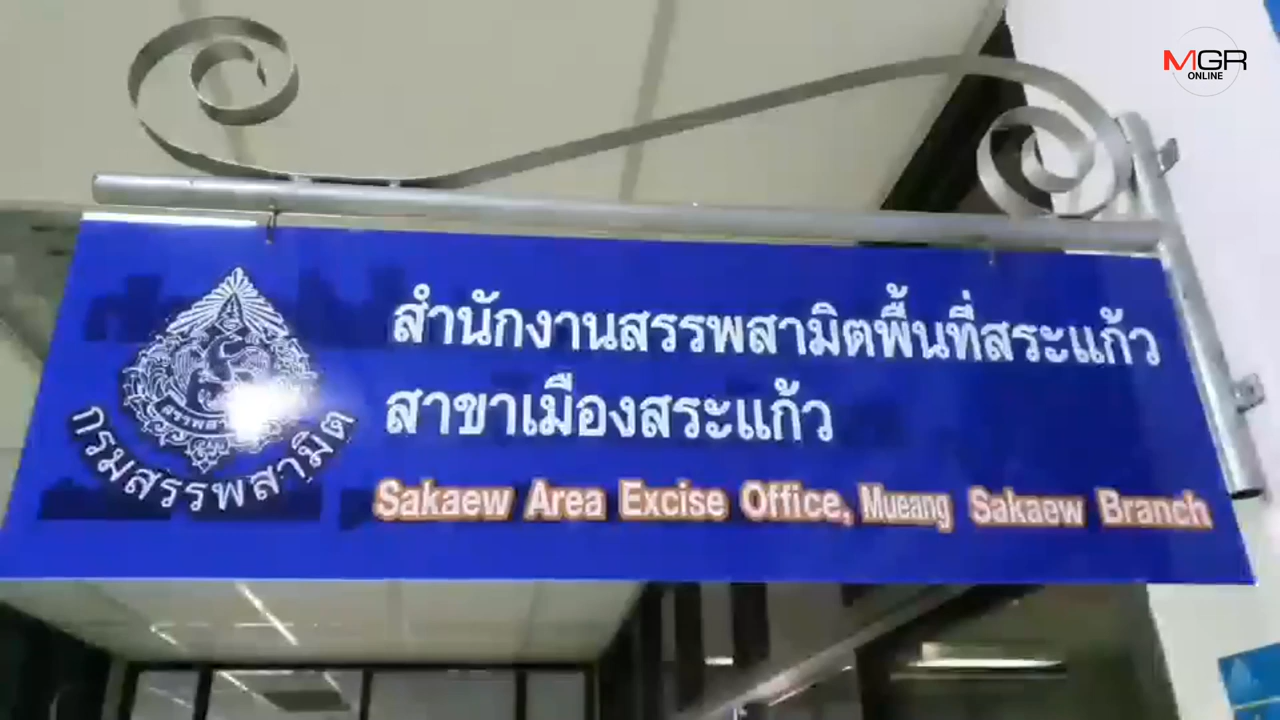 MGR
ONLINE
สำนักงานสรรพสามิตพื้นที่สระแก้ว
สาขาเมืองสระแก้ว
กรมสรรพสามิต
Sakaew Area Excise Office, Mueang Sakaew Branch